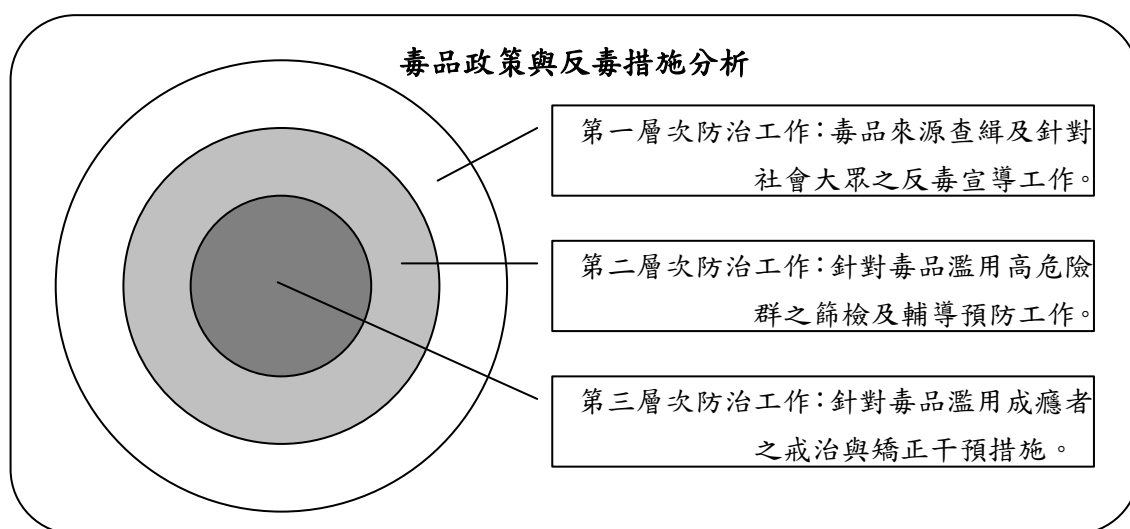 毒品政策與反毒措施分析
第一層次防治工作：毒品來源查緝及針對
社會大眾之反毒宣導工作。
第二層次防治工作：針對毒品濫用高危險
群之篩檢及輔導預防工作。
第三層次防治工作：針對毒品濫用成癮者
之戒治與矯正干預措施。